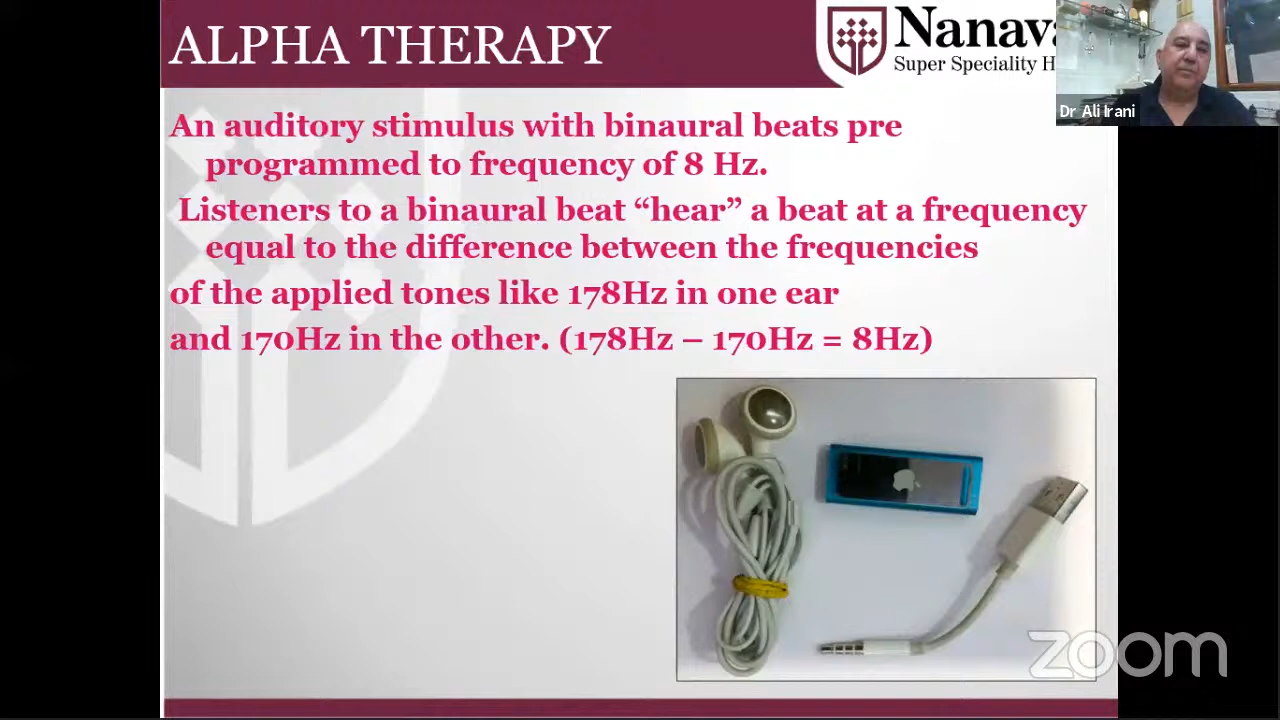 ALPHA THERAPY
Super Speciality
Dr Ali Irani
An auditory stimulus with binaural beats pre
programmed to frequency of 8 Hz.
Listeners to a binaural beat “hear” a beat at a frequency
equal to the difference between the frequencies
of the applied tones like 178Hz in one ear
and 170Hz in the other. (178Hz – 170Hz = 8Hz)
zoom